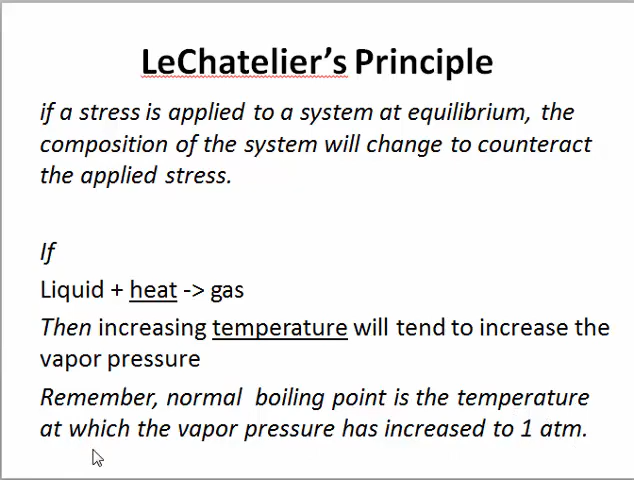 LeChatelier's Principle
if a stress is applied to a system at equilibrium, the
composition of the system will change to counteract
the applied stress.
If
Liquid + heat -> gas
Then increasing temperature will tend to increase the
vapor pressure
Remember, normal boiling point is the temperature
at which the vapor pressure has increased to 1 atm.